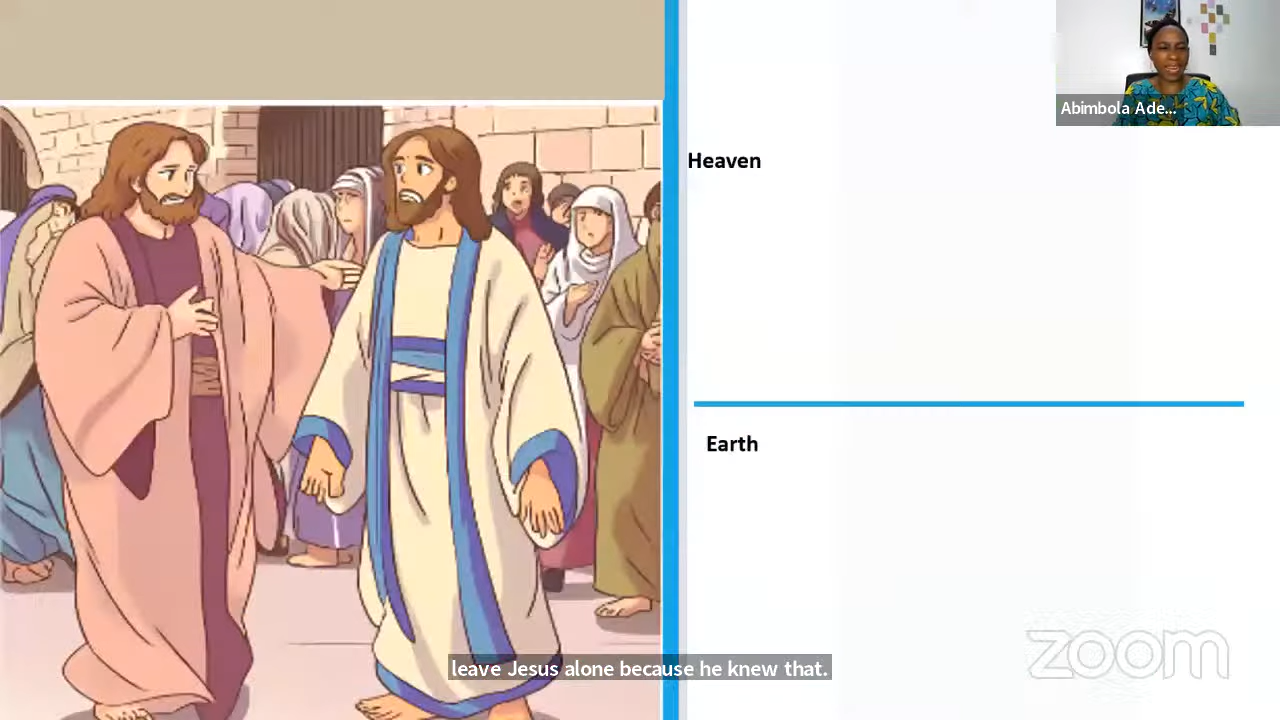 Abimbola Ade...
Heaven
Earth
leave Jesus alone because he knew that.
zoom